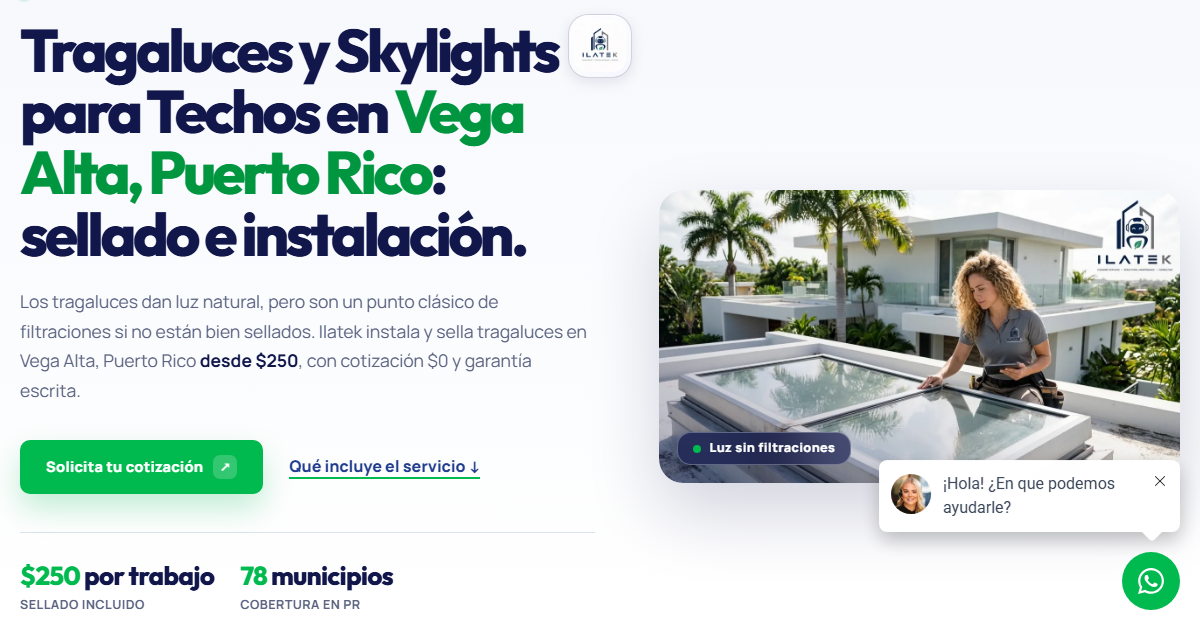 Tragaluces y Skylights
ILATEK
para Techos en Vega
Alta, Puerto Rico:
sellado e instalación.
Los tragaluces dan luz natural, pero son un punto clásico de
filtraciones si no están bien sellados. Ilatek instala y sella tragaluces en
Vega Alta, Puerto Rico desde $250, con cotización $0 y garantía
escrita.
Solicita tu cotización ↗
Qué incluye el servicio ↓
$250 por trabajo
SELLADO INCLUIDO
78 municipios
COBERTURA EN PR
ILATEK
Luz sin filtraciones
¡Hola! ¿En que podemos
ayudarle?